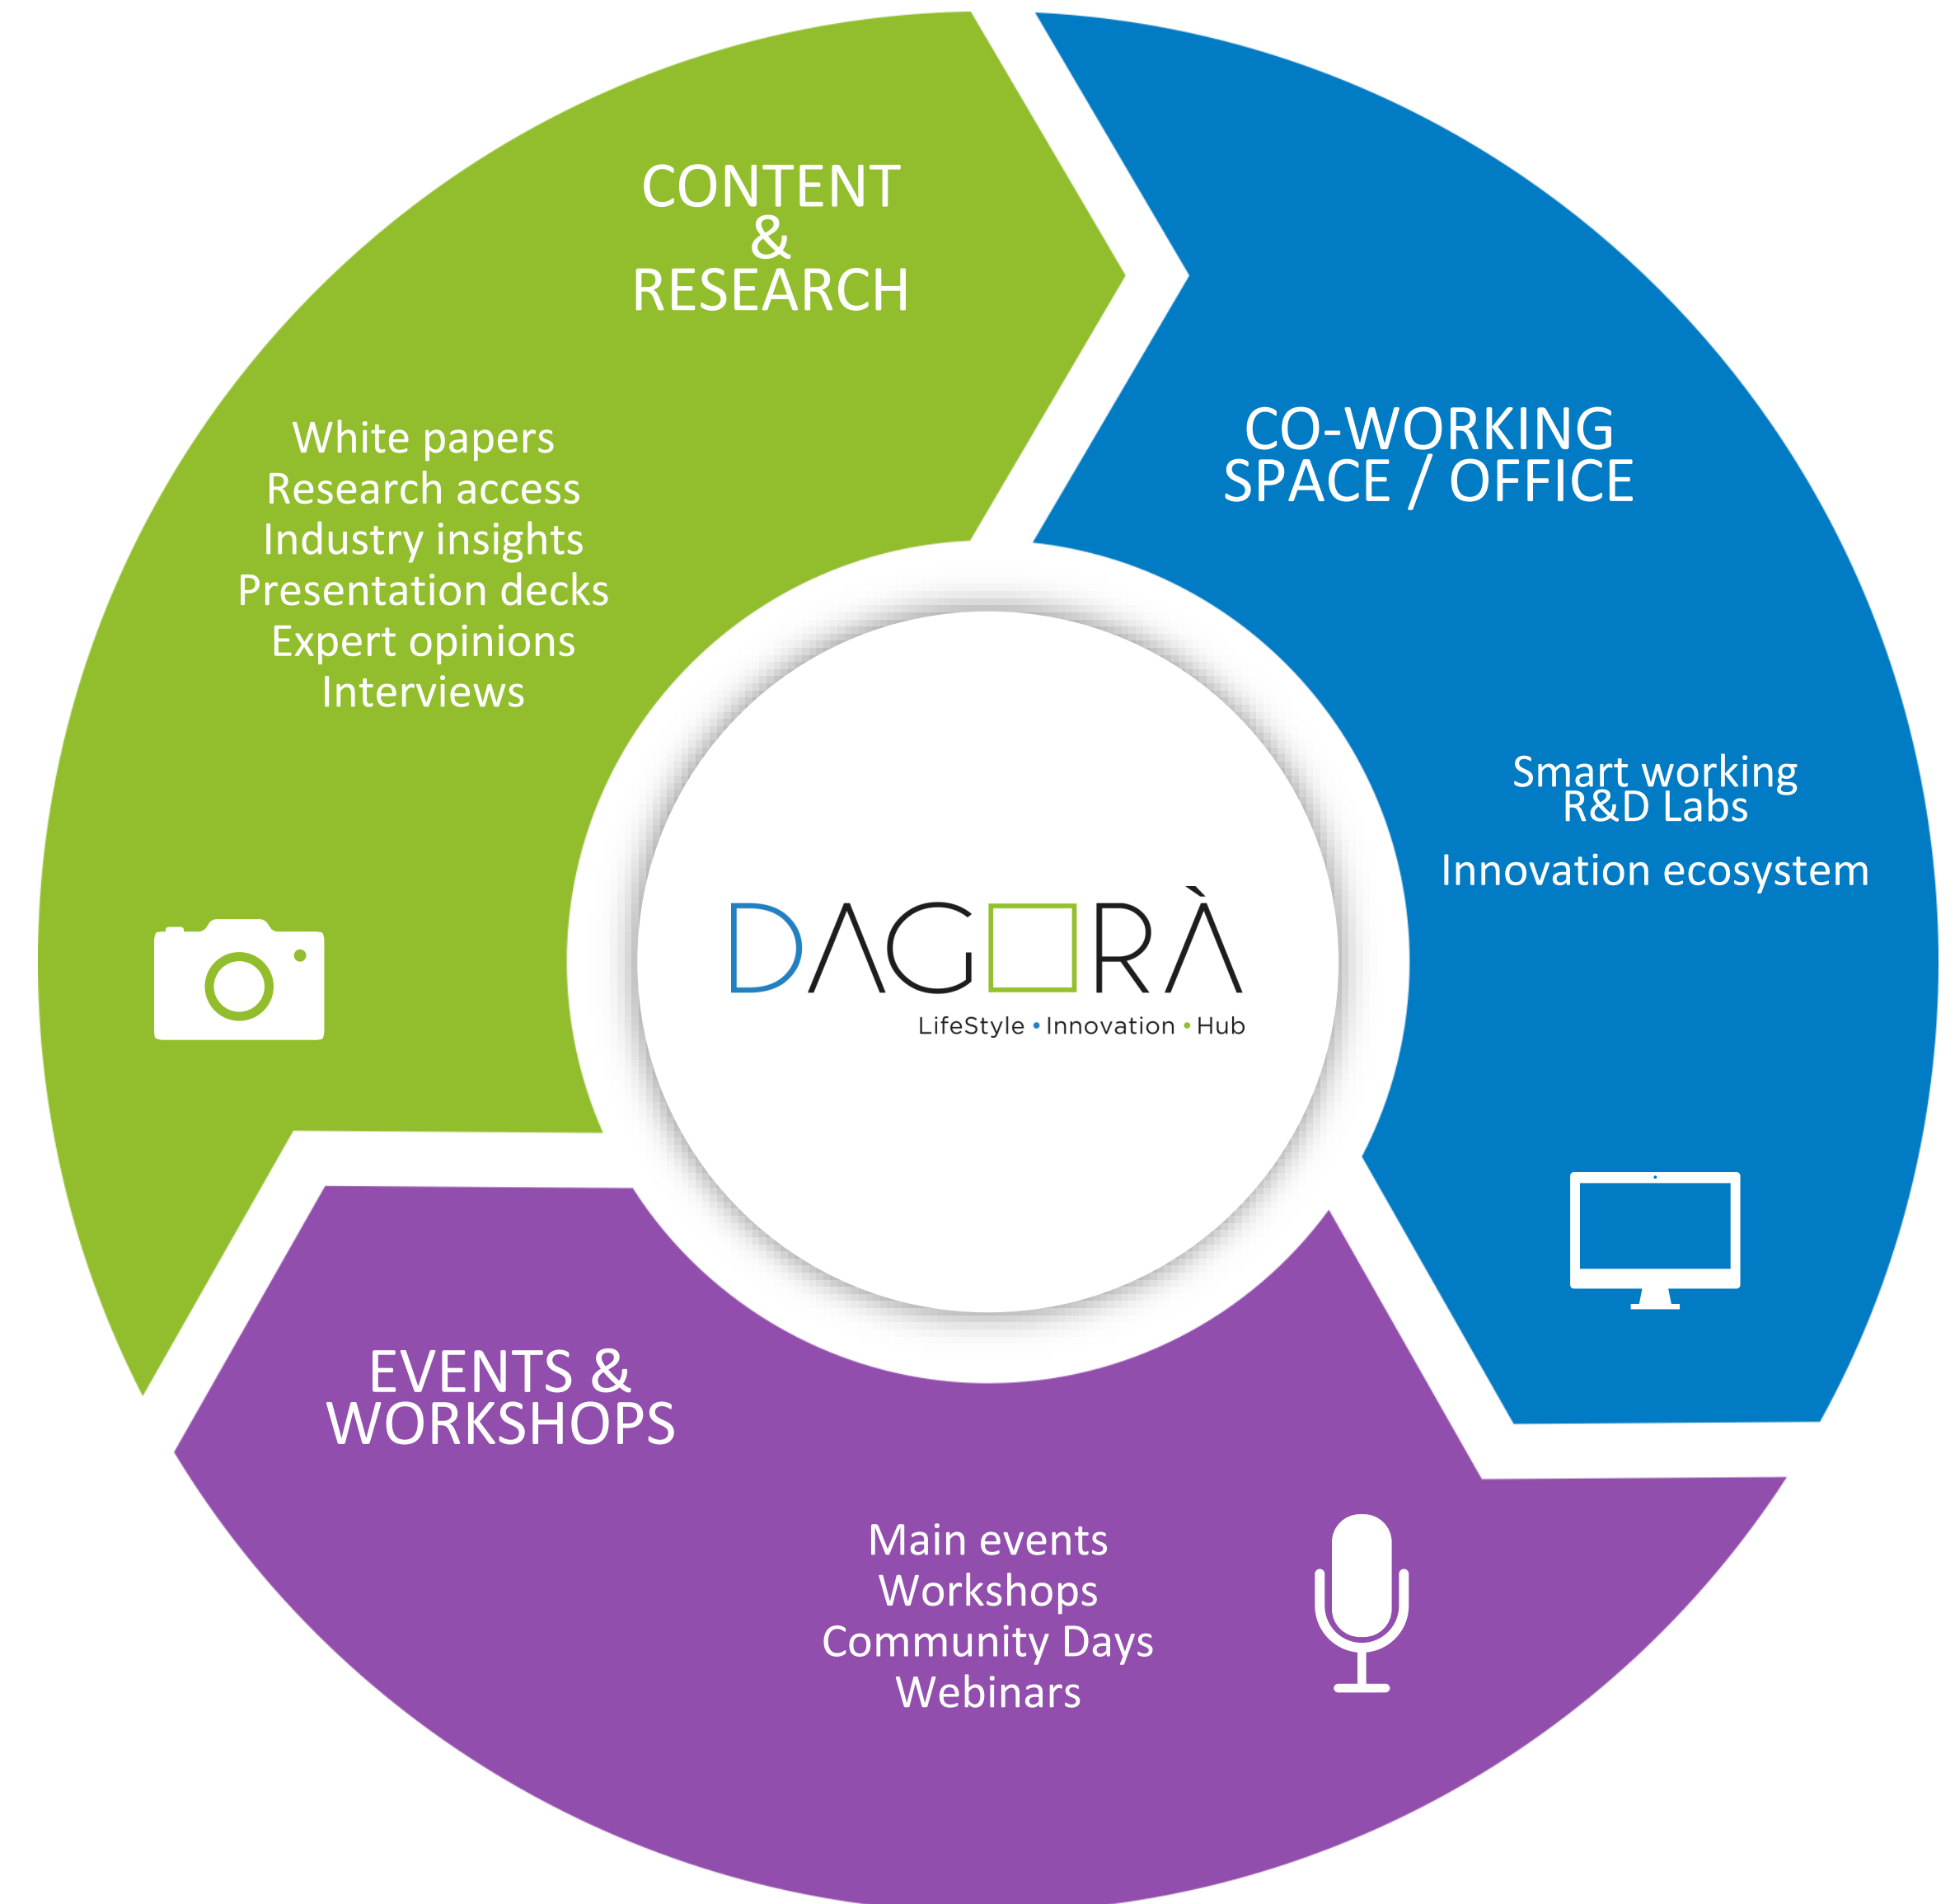 CONTENT
&
RESEARCH
White papers
Research access
Industry insights
Presentation decks
Expert opinions
Interviews
CO-WORKING
SPACE / OFFICE
Smart working
R&D Labs
Innovation ecosystem
DAGORÀ
LifeStyle • Innovation • Hub
EVENTS &
WORKSHOPS
Main events
Workshops
Community Days
Webinars